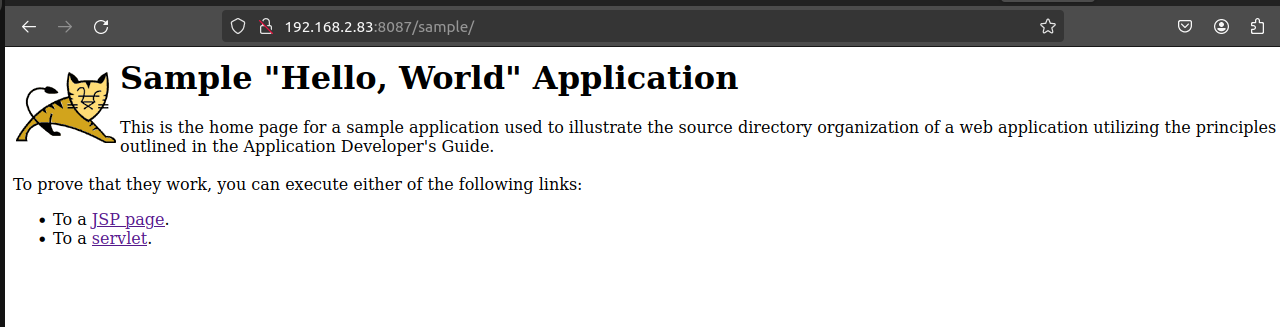 192.168.2.83:8087/sample/
Sample "Hello, World" Application
This is the home page for a sample application used to illustrate the source directory organization of a web application utilizing the principles
outlined in the Application Developer's Guide.
To prove that they work, you can execute either of the following links:
• To a JSP page.
• To a servlet.